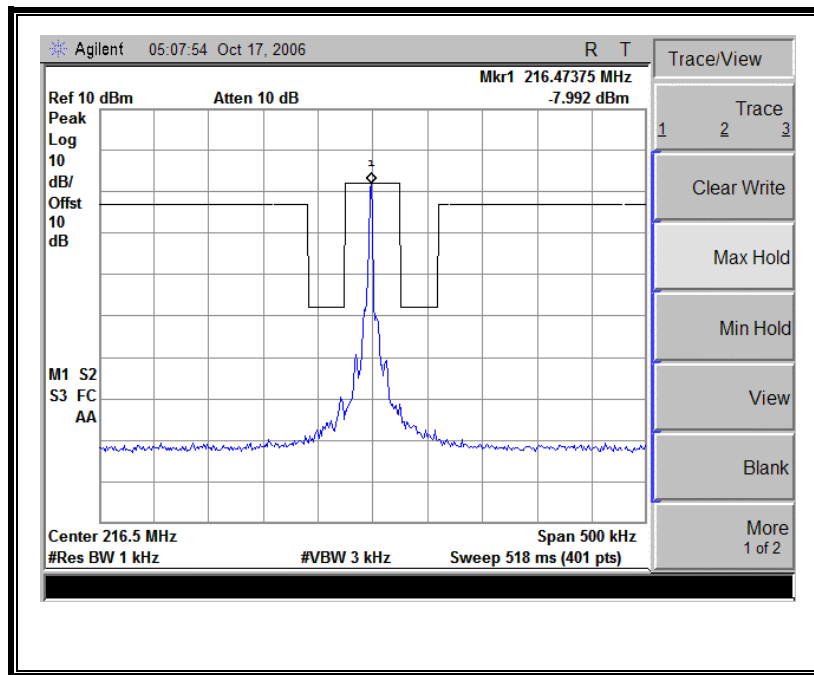 Agilent 05:07:54 Oct 17, 2006 R T
Mkr1 216.47375 MHz
Ref 10 dBm Atten 10 dB -7.992 dBm
Peak
Log
10
dB/
Offst
10
dB
1
M1 S2
S3 FC
AA
Center 216.5 MHz Span 500 kHz
#Res BW 1 kHz #VBW 3 kHz Sweep 518 ms (401 pts)
Trace/View
Trace
1 2 3
Clear Write
Max Hold
Min Hold
View
Blank
More
1 of 2